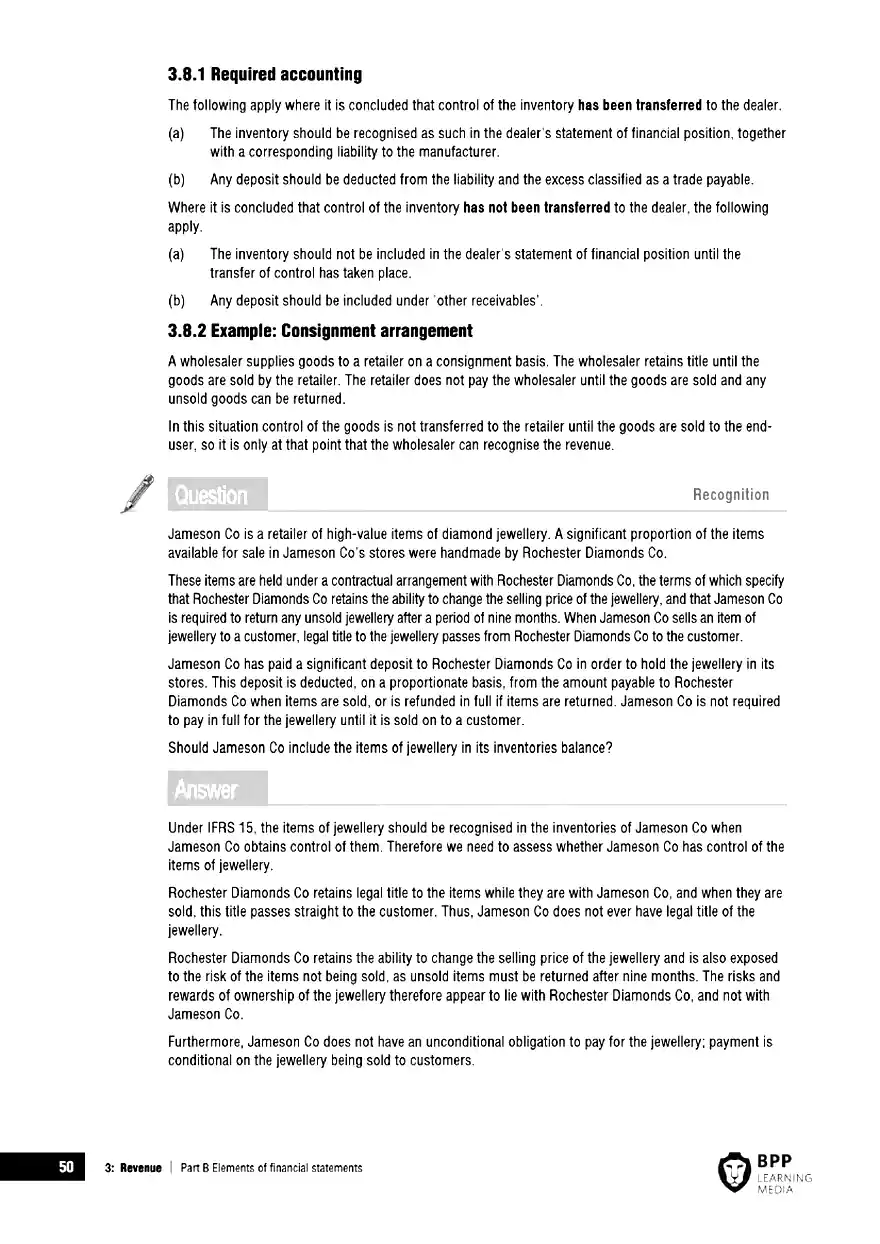 3.8.1 Required accounting
The following apply where it is concluded that control of the inventory has been transferred to the dealer.
(a) The inventory should be recognised as such in the dealer's statement of financial position, together
with a corresponding liability to the manufacturer.
(b) Any deposit should be deducted from the liability and the excess classified as a trade payable.
Where it is concluded that control of the inventory has not been transferred to the dealer, the following
apply.
(a) The inventory should not be included in the dealer's statement of financial position until the
transfer of control has taken place.
(b) Any deposit should be included under 'other receivables'.
3.8.2 Example: Consignment arrangement
A wholesaler supplies goods to a retailer on a consignment basis. The wholesaler retains title until the
goods are sold by the retailer. The retailer does not pay the wholesaler until the goods are sold and any
unsold goods can be returned.
In this situation control of the goods is not transferred to the retailer until the goods are sold to the end-
user, so it is only at that point that the wholesaler can recognise the revenue.
Question Recognition
Jameson Co is a retailer of high-value items of diamond jewellery. A significant proportion of the items
available for sale in Jameson Co's stores were handmade by Rochester Diamonds Co.
These items are held under a contractual arrangement with Rochester Diamonds Co, the terms of which specify
that Rochester Diamonds Co retains the ability to change the selling price of the jewellery, and that Jameson Co
is required to return any unsold jewellery after a period of nine months. When Jameson Co sells an item of
jewellery to a customer, legal title to the jewellery passes from Rochester Diamonds Co to the customer.
Jameson Co has paid a significant deposit to Rochester Diamonds Co in order to hold the jewellery in its
stores. This deposit is deducted, on a proportionate basis, from the amount payable to Rochester
Diamonds Co when items are sold, or is refunded in full if items are returned. Jameson Co is not required
to pay in full for the jewellery until it is sold on to a customer.
Should Jameson Co include the items of jewellery in its inventories balance?
Answer
Under IFRS 15, the items of jewellery should be recognised in the inventories of Jameson Co when
Jameson Co obtains control of them. Therefore we need to assess whether Jameson Co has control of the
items of jewellery.
Rochester Diamonds Co retains legal title to the items while they are with Jameson Co, and when they are
sold, this title passes straight to the customer. Thus, Jameson Co does not ever have legal title of the
jewellery.
Rochester Diamonds Co retains the ability to change the selling price of the jewellery and is also exposed
to the risk of the items not being sold, as unsold items must be returned after nine months. The risks and
rewards of ownership of the jewellery therefore appear to lie with Rochester Diamonds Co, and not with
Jameson Co.
Furthermore, Jameson Co does not have an unconditional obligation to pay for the jewellery; payment is
conditional on the jewellery being sold to customers.
50 3: Revenue | Part B Elements of financial statements
BPP
LEARNING
MEDIA